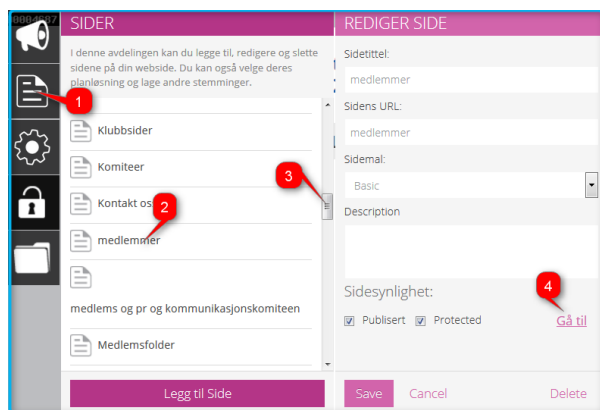 0004687
SIDER
I denne avdelingen kan du legge til, redigere og slette
sidene på din webside. Du kan også velge deres
planløsning og lage andre stemminger.
1
Klubbsider
Komiteer
3
Kontakt os
2
medlemmer
medlems og pr og kommunikasjonskomiteen
Medlemsfolder
Legg til Side
REDIGER SIDE
Sidetittel:
medlemmer
Sidens URL:
medlemmer
Sidemal:
Basic
Description
Sidesynlighet:
4
Publisert Protected Gå til
Save Cancel Delete